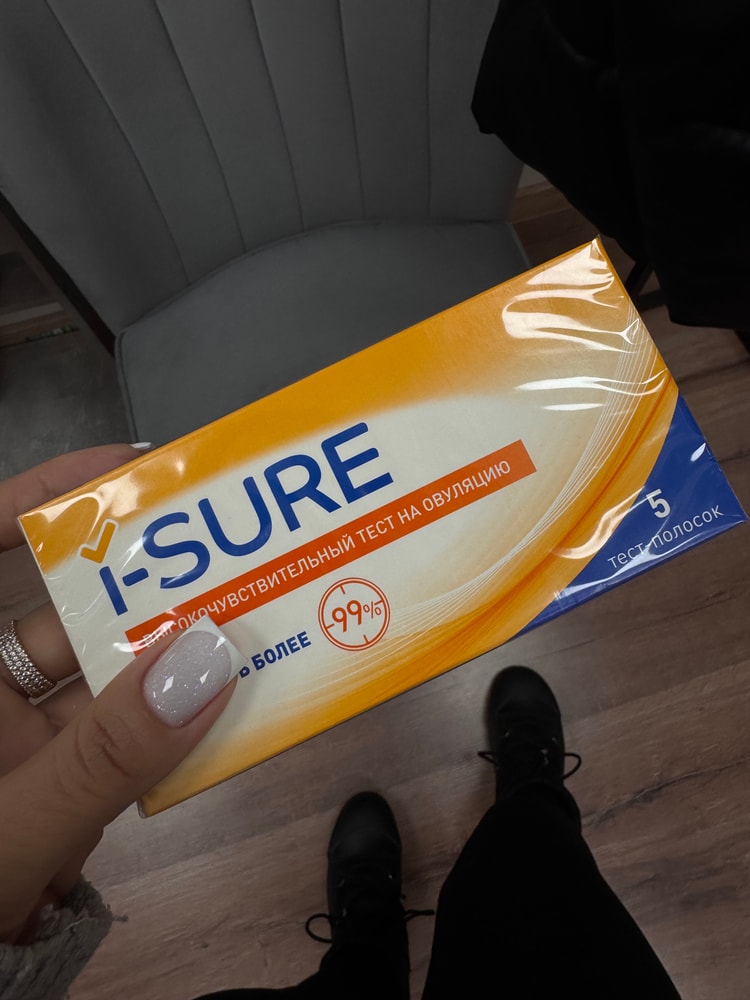 i-SURE
ВЫСОКОЧУВСТВИТЕЛЬНЫЙ ТЕСТ НА ОВУЛЯЦИЮ
БОЛЕЕ
99%
5
тест-полосок